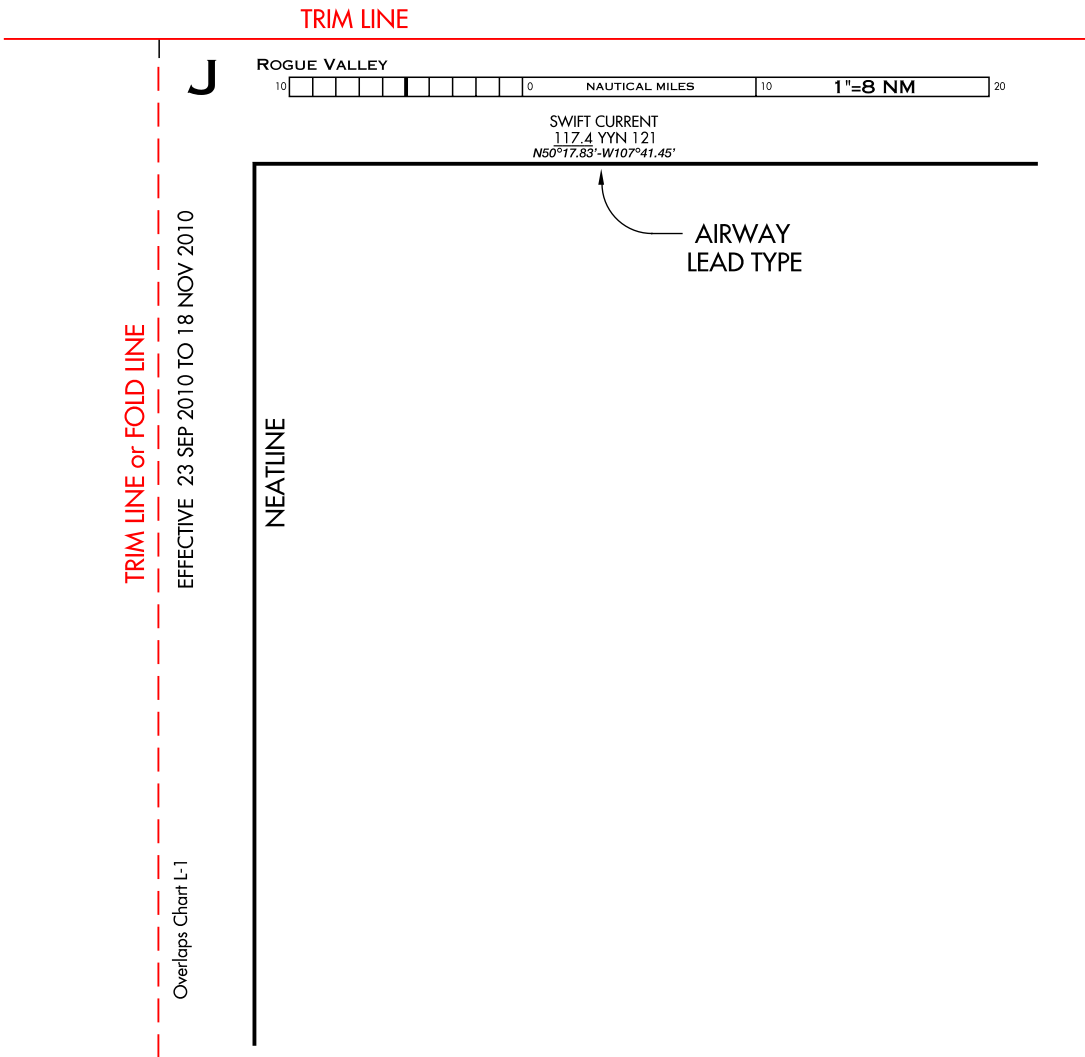 TRIM LINE
J
ROGUE VALLEY
10 0 NAUTICAL MILES 10 1"=8 NM 20
SWIFT CURRENT
117.4 YYN 121
N50°17.83'-W107°41.45'
AIRWAY
LEAD TYPE
TRIM LINE or FOLD LINE
EFFECTIVE 23 SEP 2010 TO 18 NOV 2010
NEATLINE
Overlaps Chart L-1